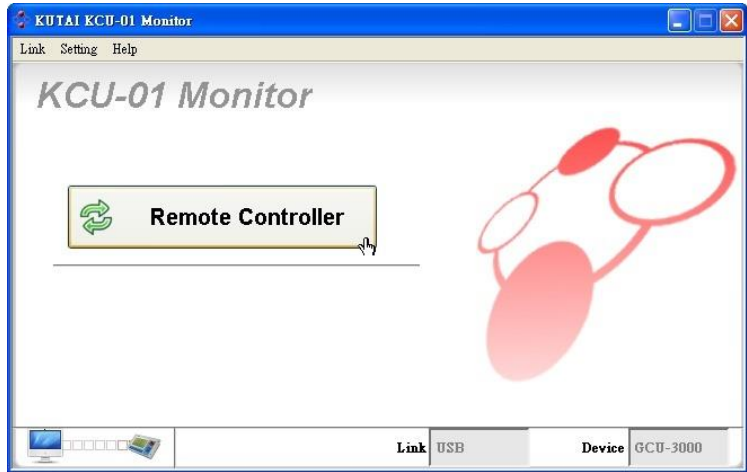 KUTAI KCU-01 Monitor
Link Setting Help
KCU-01 Monitor
Remote Controller
Link USB Device GCU-3000